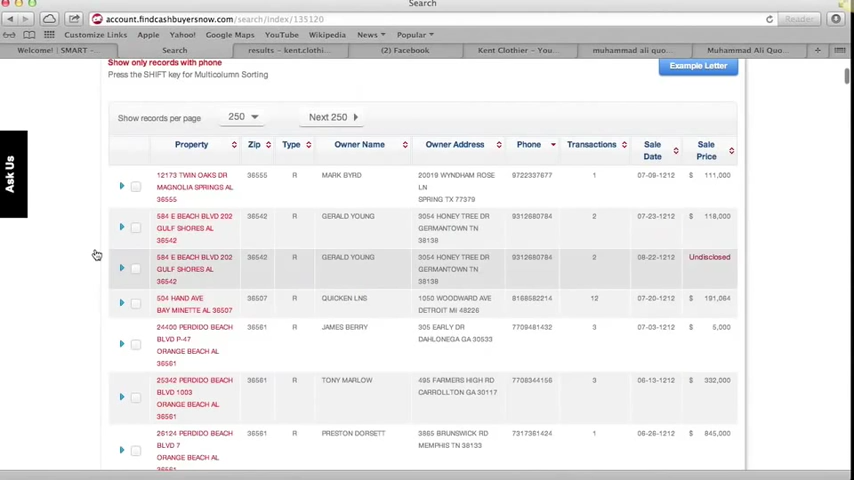 Search
account.findcashbuyersnow.com/search/index/135120
Reader
Customize Links Apple Yahoo! Google Maps YouTube Wikipedia News Popular
Welcome! | SMART - ... Search results – kent.clothi... (2) Facebook Kent Clothier – You... muhammad ali quo... Muhammad Ali Quo...
Show only records with phone
Press the SHIFT key for Multicolumn Sorting
Example Letter
Ask Us
Show records per page 250 Next 250
Property Zip Type Owner Name Owner Address Phone Transactions Sale Date Sale Price
12173 TWIN OAKS DR
MAGNOLIA SPRINGS AL
36555
36555 R MARK BYRD
20019 WYNDHAM ROSE
LN
SPRING TX 77379
9722337677 1 07-09-1212 $ 111,000
584 E BEACH BLVD 202
GULF SHORES AL
36542
36542 R GERALD YOUNG
3054 HONEY TREE DR
GERMANTOWN TN
38138
9312680784 2 07-23-1212 $ 118,000
584 E BEACH BLVD 202
GULF SHORES AL
36542
36542 R GERALD YOUNG
3054 HONEY TREE DR
GERMANTOWN TN
38138
9312680784 2 08-22-1212 Undisclosed
504 HAND AVE
BAY MINETTE AL 36507
36507 R QUICKEN LNS
1050 WOODWARD AVE
DETROIT MI 48226
8168582214 12 07-20-1212 $ 191,064
24400 PERDIDO BEACH
BLVD P-47
ORANGE BEACH AL
36561
36561 R JAMES BERRY
305 EARLY DR
DAHLONEGA GA 30533
7709481432 3 07-03-1212 $ 5,000
25342 PERDIDO BEACH
BLVD 1003
ORANGE BEACH AL
36561
36561 R TONY MARLOW
495 FARMERS HIGH RD
CARROLLTON GA 30117
7708344156 3 06-13-1212 $ 332,000
26124 PERDIDO BEACH
BLVD 7
ORANGE BEACH AL
36561
36561 R PRESTON DORSETT
3865 BRUNSWICK RD
MEMPHIS TN 38133
7317361424 1 06-26-1212 $ 845,000